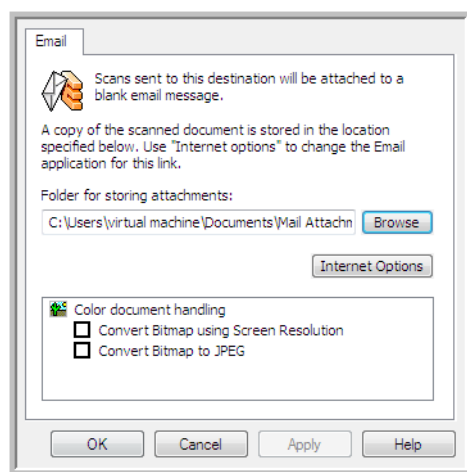 Email
Scans sent to this destination will be attached to a
blank email message.
A copy of the scanned document is stored in the location
specified below. Use "Internet options" to change the Email
application for this link.
Folder for storing attachments:
C:\Users\virtual machine\Documents\Mail Attachn Browse
Internet Options
Color document handling
Convert Bitmap using Screen Resolution
Convert Bitmap to JPEG
OK Cancel Apply Help